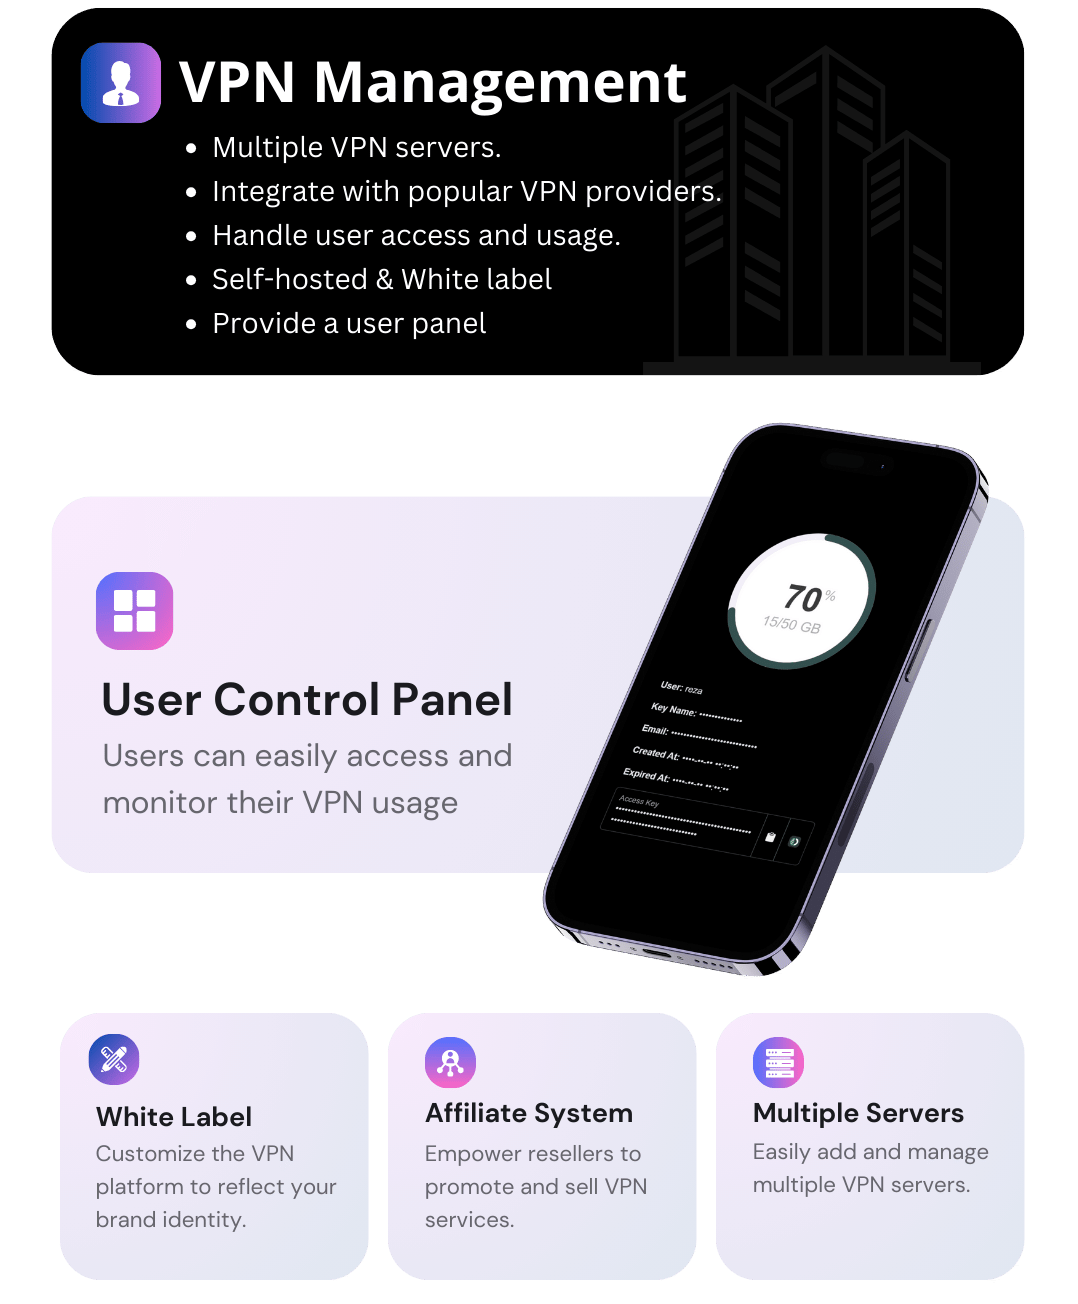 VPN Management
• Multiple VPN servers.
• Integrate with popular VPN providers.
• Handle user access and usage.
• Self-hosted & White label
• Provide a user panel
70%
15/50 GB
User: reza
Key Name: •••••••••••••
Email: ••••••••••••••••••••••••••
Created At: ••••-••-•• ••:••:••
Expired At: ••••-••-•• ••:••:••
Access Key
User Control Panel
Users can easily access and
monitor their VPN usage
White Label
Customize the VPN
platform to reflect your
brand identity.
Affiliate System
Empower resellers to
promote and sell VPN
services.
Multiple Servers
Easily add and manage
multiple VPN servers.